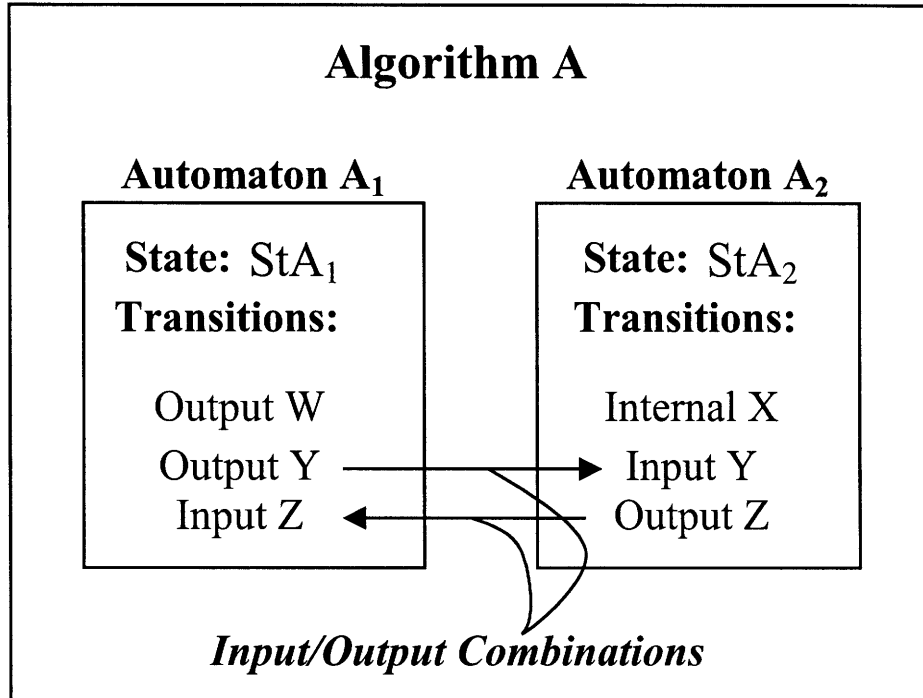 Algorithm A
Automaton A₁
State: StA₁
Transitions:
Output W
Output Y
Input Z
Automaton A₂
State: StA₂
Transitions:
Internal X
Input Y
Output Z
Input/Output Combinations